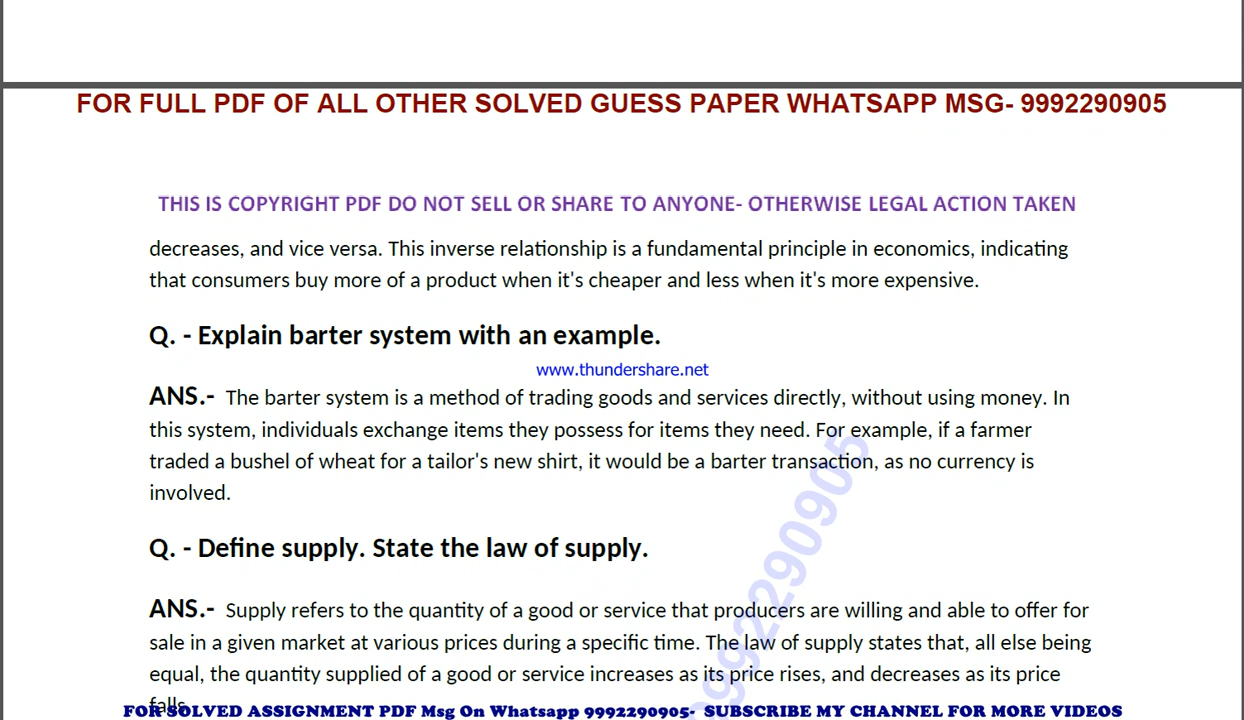 FOR FULL PDF OF ALL OTHER SOLVED GUESS PAPER WHATSAPP MSG- 9992290905
THIS IS COPYRIGHT PDF DO NOT SELL OR SHARE TO ANYONE- OTHERWISE LEGAL ACTION TAKEN
decreases, and vice versa. This inverse relationship is a fundamental principle in economics, indicating
that consumers buy more of a product when it's cheaper and less when it's more expensive.
Q. - Explain barter system with an example.
www.thundershare.net
ANS.- The barter system is a method of trading goods and services directly, without using money. In
this system, individuals exchange items they possess for items they need. For example, if a farmer
traded a bushel of wheat for a tailor's new shirt, it would be a barter transaction, as no currency is
involved.
Q. - Define supply. State the law of supply.
ANS.- Supply refers to the quantity of a good or service that producers are willing and able to offer for
sale in a given market at various prices during a specific time. The law of supply states that, all else being
equal, the quantity supplied of a good or service increases as its price rises, and decreases as its price
falls.
FOR SOLVED ASSIGNMENT PDF Msg On Whatsapp 9992290905- SUBSCRIBE MY CHANNEL FOR MORE VIDEOS
9992290905